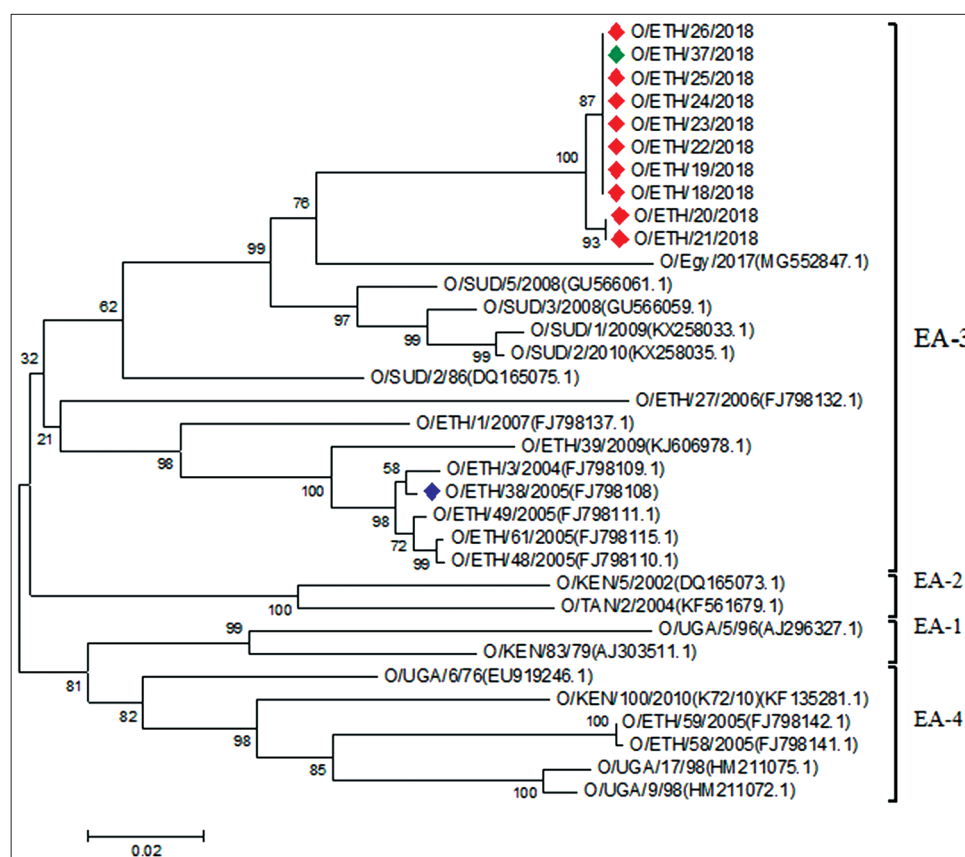 O/ETH/26/2018
O/ETH/37/2018
O/ETH/25/2018
O/ETH/24/2018
87
O/ETH/23/2018
O/ETH/22/2018
100
O/ETH/19/2018
O/ETH/18/2018
76
O/ETH/20/2018
93
O/ETH/21/2018
99
O/Egy/2017(MG552847.1)
O/SUD/5/2008(GU566061.1)
62
97
O/SUD/3/2008(GU566059.1)
99
O/SUD/1/2009(KX258033.1)
99
O/SUD/2/2010(KX258035.1)
EA-3
32
O/SUD/2/86(DQ165075.1)
O/ETH/27/2006(FJ798132.1)
21
O/ETH/1/2007(FJ798137.1)
98
O/ETH/39/2009(KJ606978.1)
100
58
O/ETH/3/2004(FJ798109.1)
O/ETH/38/2005(FJ798108)
98
O/ETH/49/2005(FJ798111.1)
72
O/ETH/61/2005(FJ798115.1)
99
O/ETH/48/2005(FJ798110.1)
O/KEN/5/2002(DQ165073.1)
EA-2
100
O/TAN/2/2004(KF561679.1)
99
O/UGA/5/96(AJ296327.1)
EA-1
O/KEN/83/79(AJ303511.1)
81
O/UGA/6/76(EU919246.1)
82
O/KEN/100/2010(K72/10)(KF135281.1)
EA-4
98
100
O/ETH/59/2005(FJ798142.1)
O/ETH/58/2005(FJ798141.1)
85
O/UGA/17/98(HM211075.1)
100
O/UGA/9/98(HM211072.1)
0.02